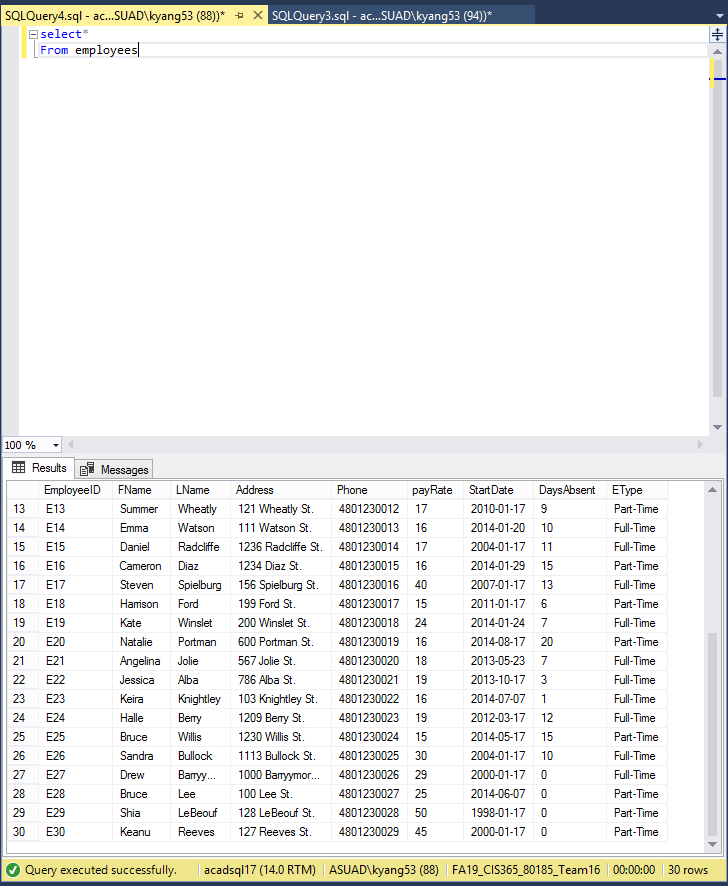 SQLQuery4.sql - ac...SUAD\kyang53 (88))* SQLQuery3.sql - ac...SUAD\kyang53 (94))*
select*
From employees
100 %
Results Messages
EmployeeID FName LName Address Phone payRate StartDate DaysAbsent EType
13 E13 Summer Wheatly 121 Wheatly St. 4801230012 17 2010-01-17 9 Part-Time
14 E14 Emma Watson 111 Watson St. 4801230013 16 2014-01-20 10 Full-Time
15 E15 Daniel Radcliffe 1236 Radcliffe St. 4801230014 17 2004-01-17 11 Full-Time
16 E16 Cameron Diaz 1234 Diaz St. 4801230015 16 2014-01-29 15 Part-Time
17 E17 Steven Spielburg 156 Spielburg St. 4801230016 40 2007-01-17 13 Full-Time
18 E18 Harrison Ford 199 Ford St. 4801230017 15 2011-01-17 6 Part-Time
19 E19 Kate Winslet 200 Winslet St. 4801230018 24 2014-01-24 7 Full-Time
20 E20 Natalie Portman 600 Portman St. 4801230019 16 2014-08-17 20 Part-Time
21 E21 Angelina Jolie 567 Jolie St. 4801230020 18 2013-05-23 7 Full-Time
22 E22 Jessica Alba 786 Alba St. 4801230021 19 2013-10-17 3 Full-Time
23 E23 Keira Knightley 103 Knightley St. 4801230022 16 2014-07-07 1 Full-Time
24 E24 Halle Berry 1209 Berry St. 4801230023 19 2012-03-17 12 Full-Time
25 E25 Bruce Willis 1230 Willis St. 4801230024 15 2014-05-17 15 Part-Time
26 E26 Sandra Bullock 1113 Bullock St. 4801230025 30 2004-01-17 10 Full-Time
27 E27 Drew Barryy... 1000 Barrymor... 4801230026 29 2000-01-17 0 Full-Time
28 E28 Bruce Lee 100 Lee St. 4801230027 25 2014-06-07 0 Part-Time
29 E29 Shia LeBeouf 128 LeBeouf St. 4801230028 50 1998-01-17 0 Part-Time
30 E30 Keanu Reeves 127 Reeves St. 4801230029 45 2000-01-17 0 Part-Time
Query executed successfully. acadsql17 (14.0 RTM) ASUAD\kyang53 (88) FA19_CIS365_80185_Team16 00:00:00 30 rows